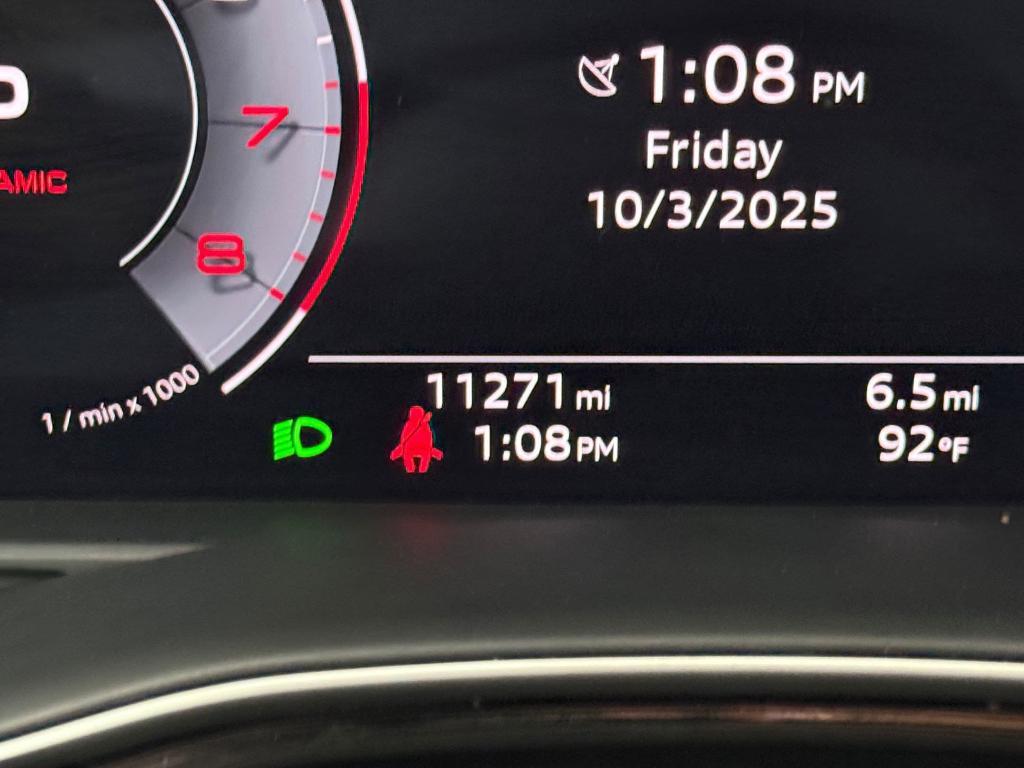 1:08 PM
Friday
10/3/2025
7
8
1 / min x 1000
11271 mi
6.5 mi
1:08 PM
92°F